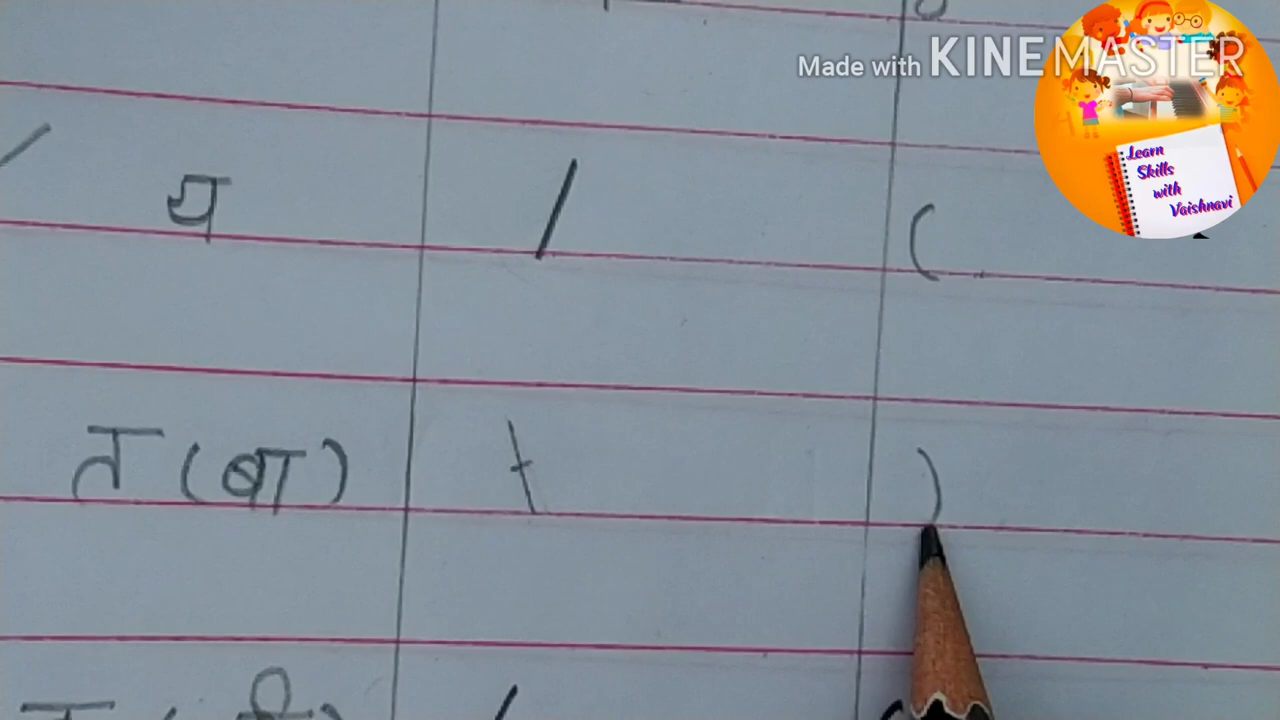 Made with KINEMASTER
Learn
Skills
with
Vaishnavi
य / (
त (बा) \ )